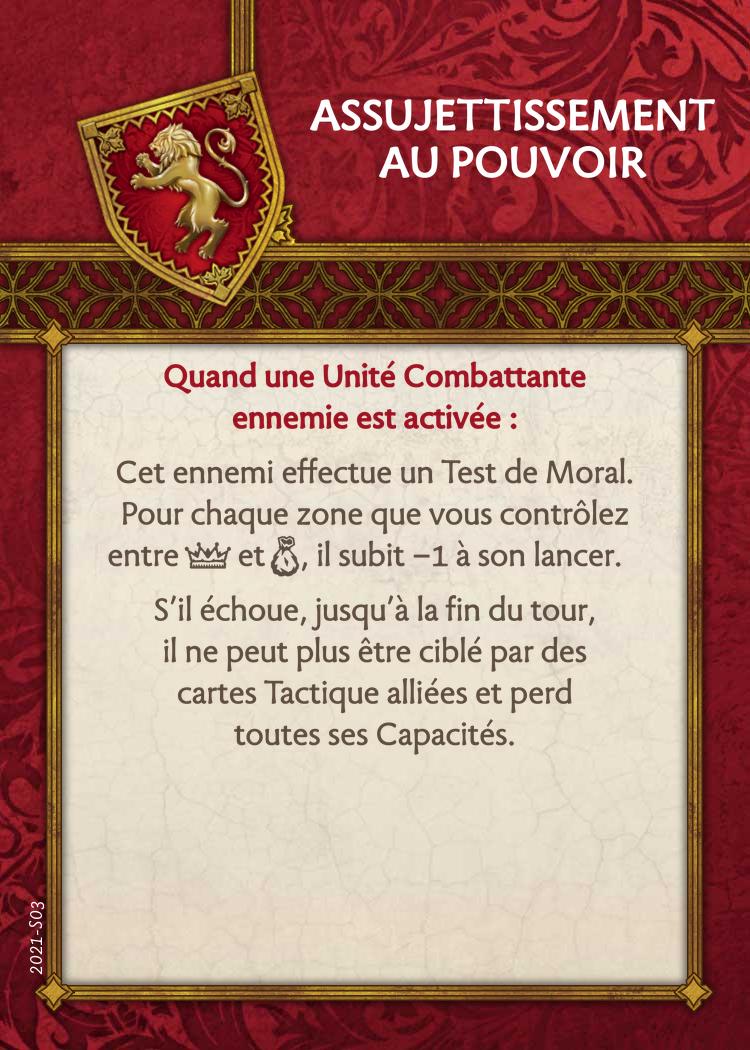 ASSUJETTISSEMENT
AU POUVOIR
Quand une Unité Combattante
ennemie est activée :
Cet ennemi effectue un Test de Moral.
Pour chaque zone que vous contrôlez
entre et , il subit −1 à son lancer.
S'il échoue, jusqu'à la fin du tour,
il ne peut plus être ciblé par des
cartes Tactique alliées et perd
toutes ses Capacités.
2021-S03